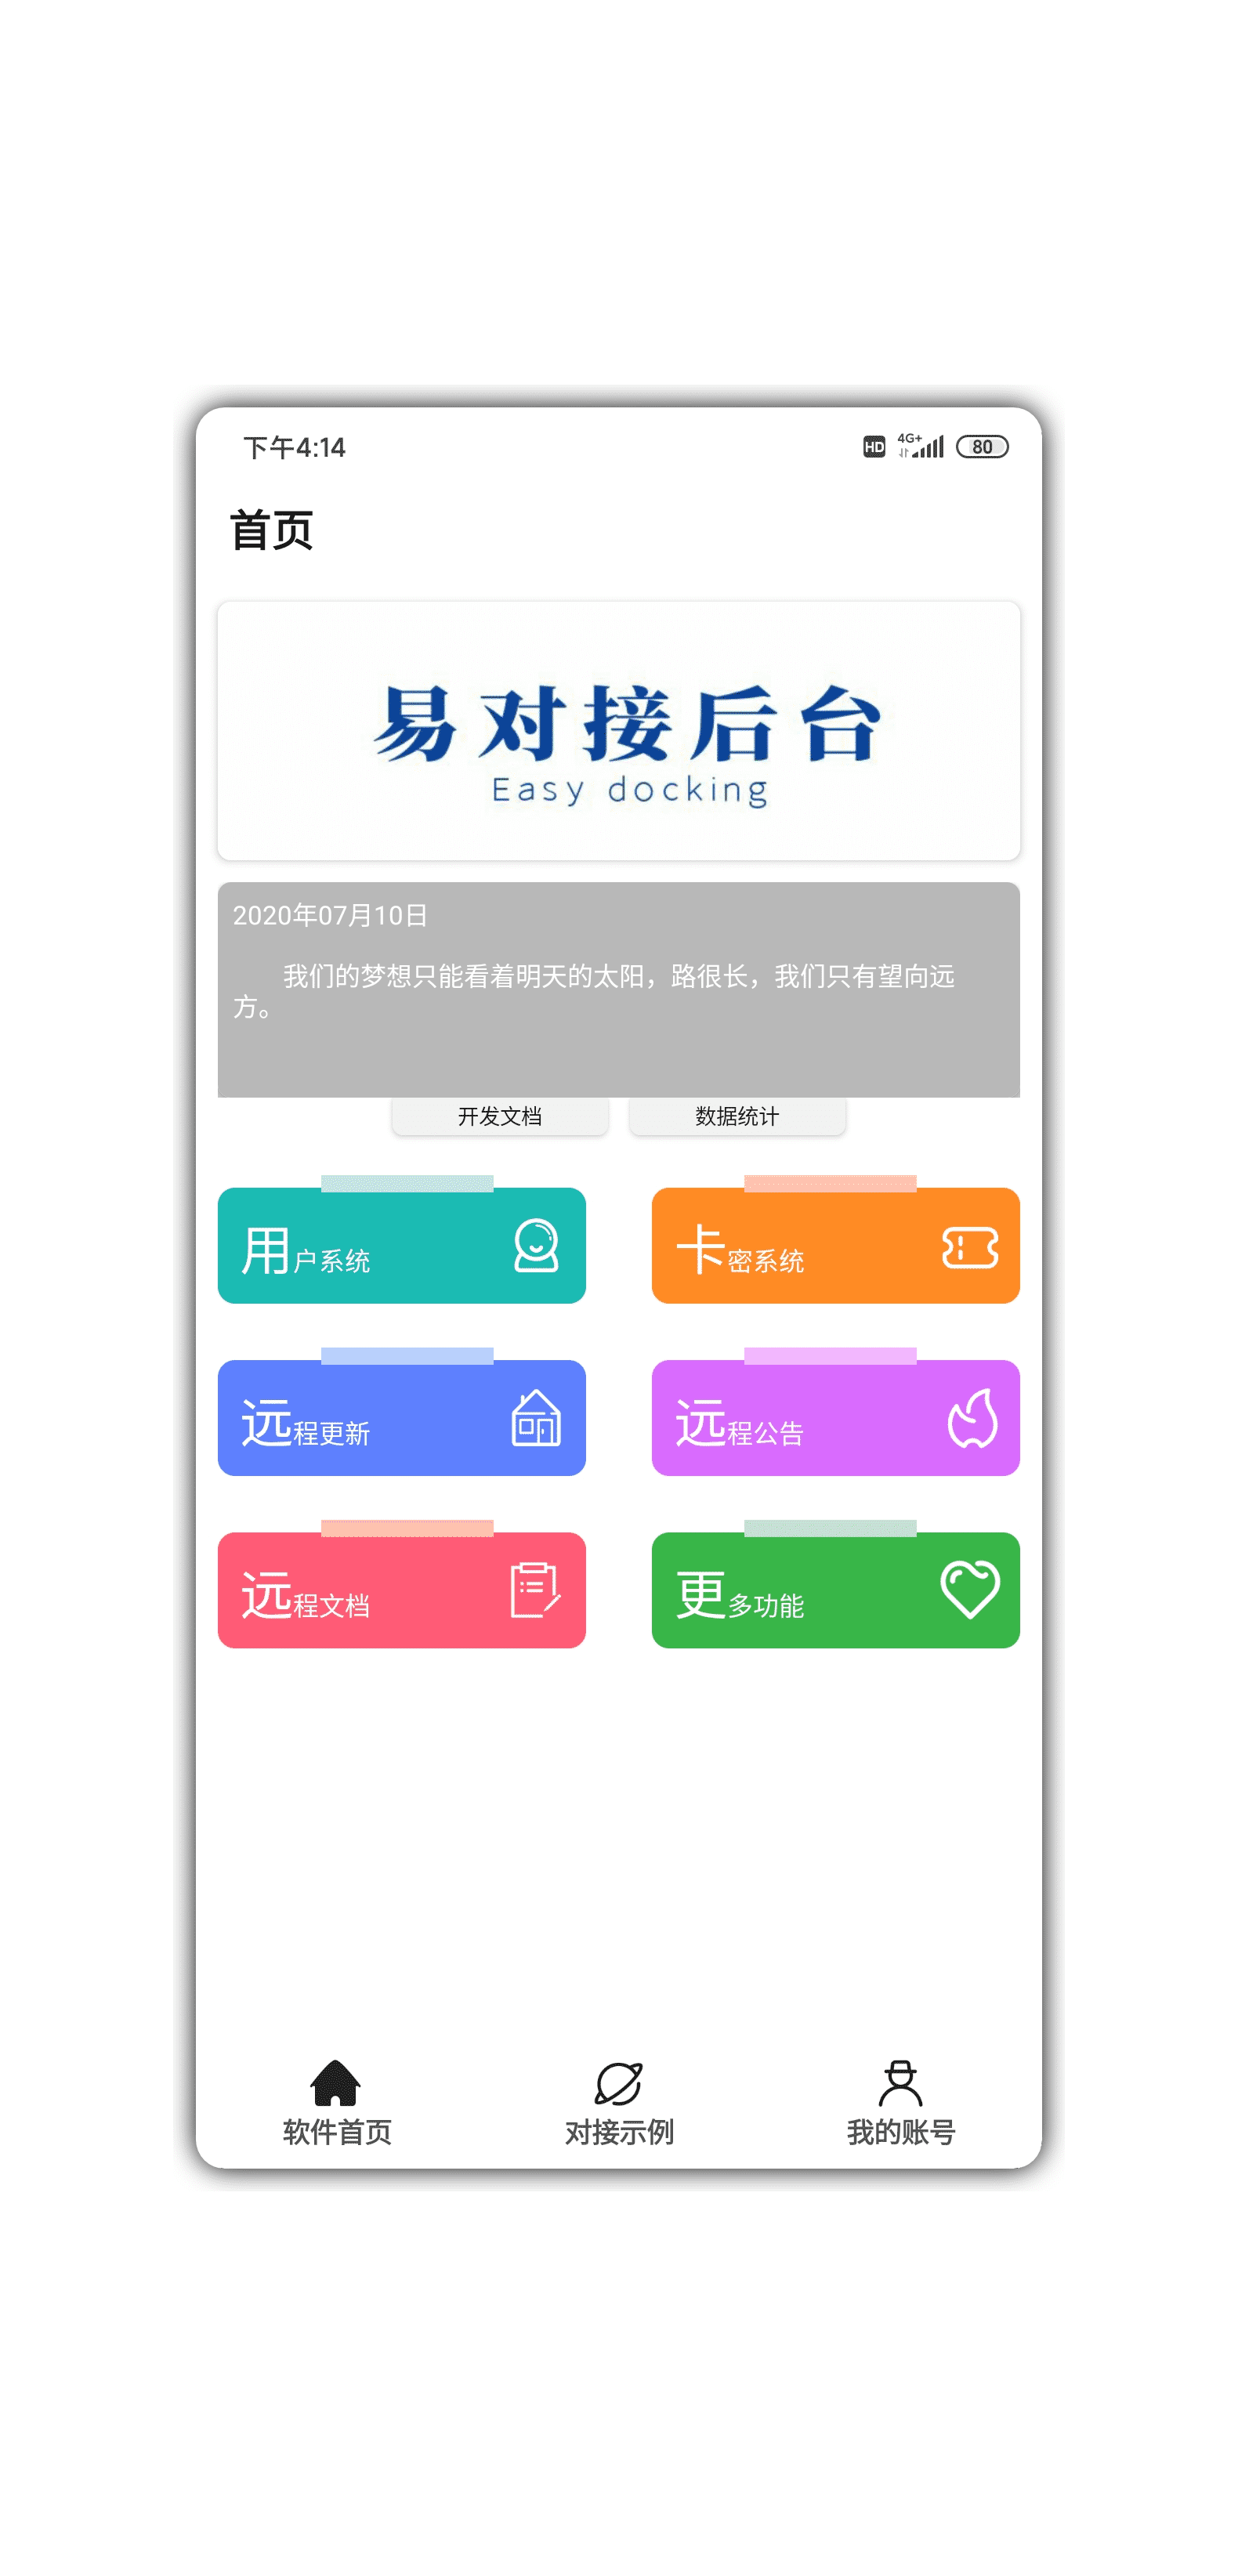 下午4:14
HD 4G+ 80
首页
易对接后台
Easy docking
2020年07月10日
我们的梦想只能看着明天的太阳，路很长，我们只有望向远
方。
开发文档 数据统计
用户系统 卡密系统
远程更新 远程公告
远程文档 更多功能
软件首页 对接示例 我的账号